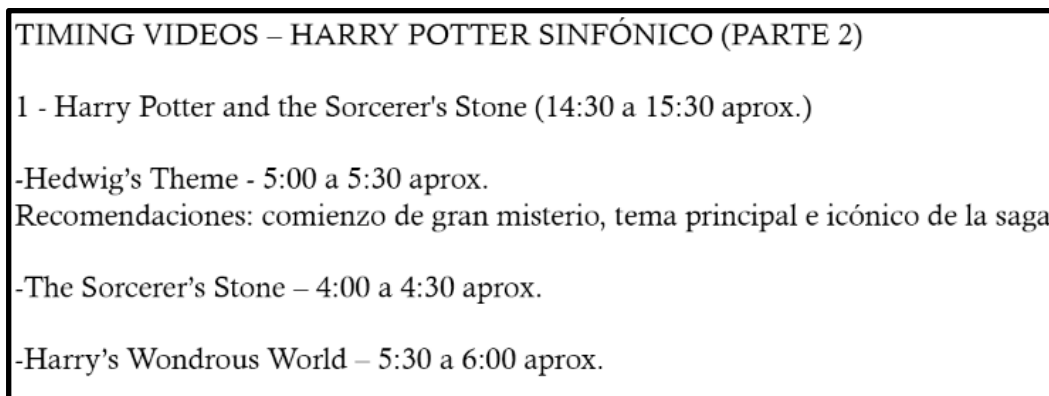 TIMING VIDEOS – HARRY POTTER SINFÓNICO (PARTE 2)
1 - Harry Potter and the Sorcerer's Stone (14:30 a 15:30 aprox.)
-Hedwig’s Theme - 5:00 a 5:30 aprox.
Recomendaciones: comienzo de gran misterio, tema principal e icónico de la saga
-The Sorcerer’s Stone – 4:00 a 4:30 aprox.
-Harry’s Wondrous World – 5:30 a 6:00 aprox.